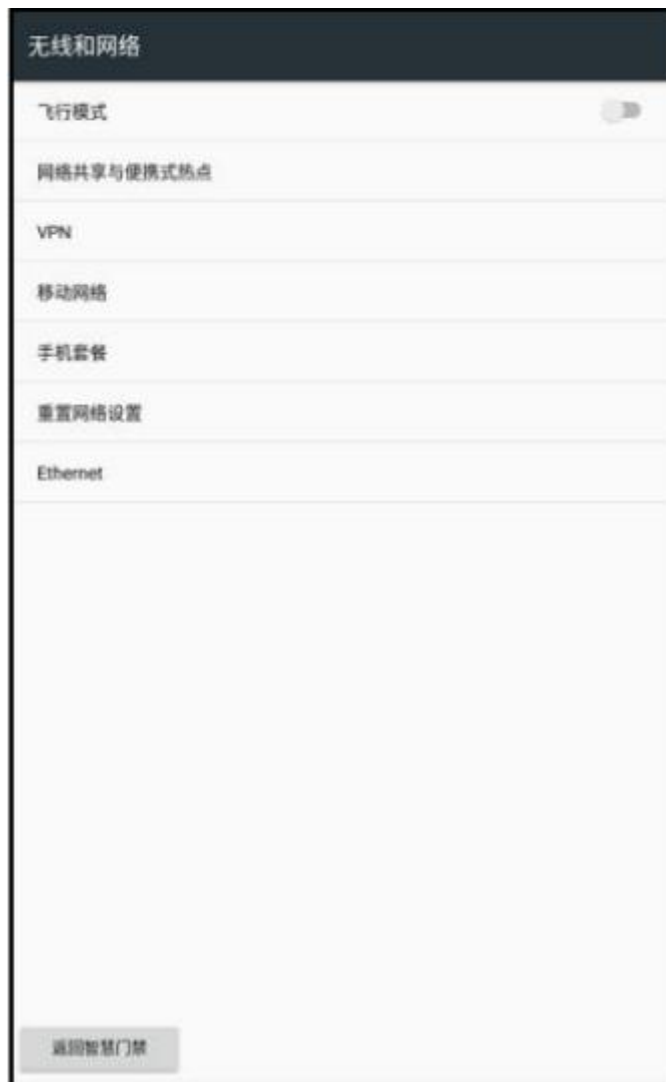 无线和网络
飞行模式
网络共享与便携式热点
VPN
移动网络
手机套餐
重置网络设置
Ethernet
返回智慧门禁